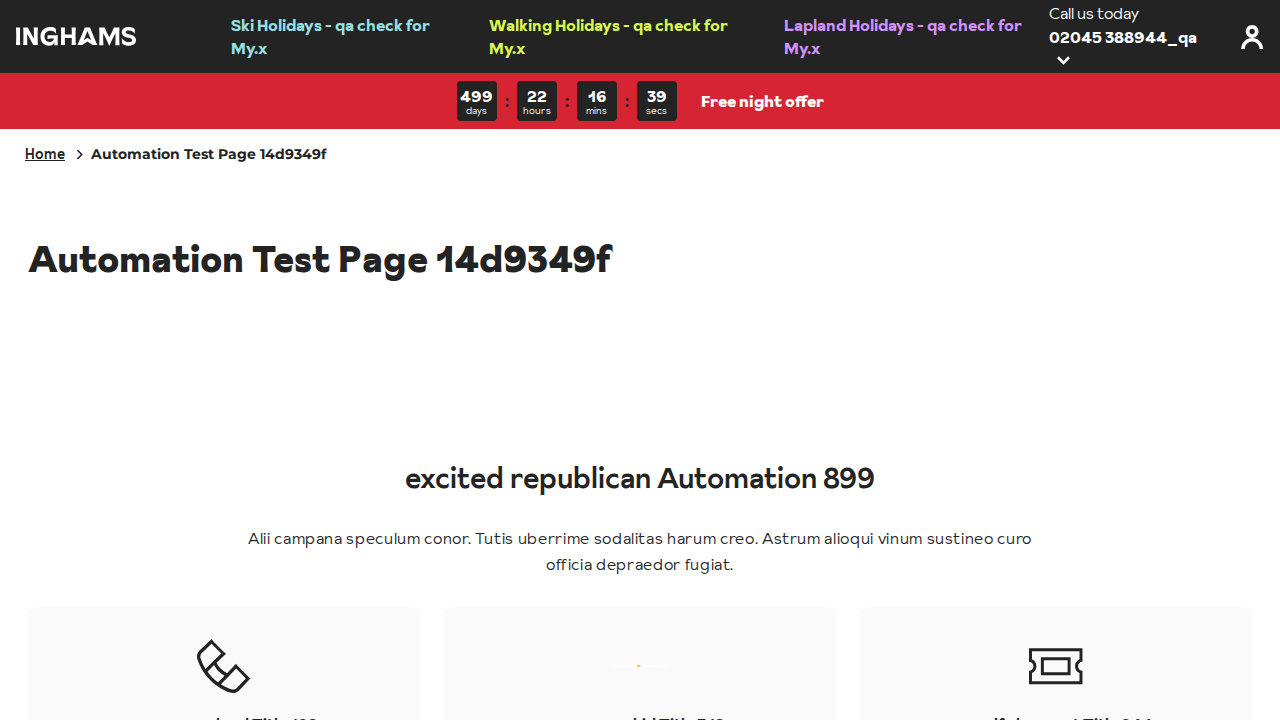 INGHAMS
Ski Holidays - qa check for
My.x
Walking Holidays - qa check for
My.x
Lapland Holidays - qa check for
My.x
Call us today
02045 388944_qa
499 : 22 : 16 : 39
days hours mins secs
Free night offer
Home > Automation Test Page 14d9349f
Automation Test Page 14d9349f
excited republican Automation 899
Alii campana speculum conor. Tutis uberrime sodalitas harum creo. Astrum alioqui vinum sustineo curo
officia depraedor fugiat.